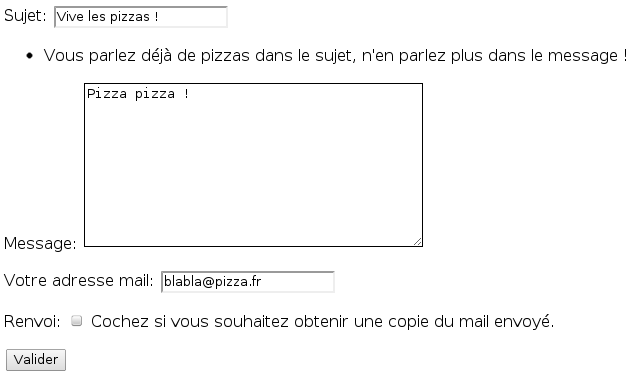 Sujet: Vive les pizzas !
• Vous parlez déjà de pizzas dans le sujet, n'en parlez plus dans le message !
Pizza pizza !
Message:
Votre adresse mail: blabla@pizza.fr
Renvoi: Cochez si vous souhaitez obtenir une copie du mail envoyé.
Valider